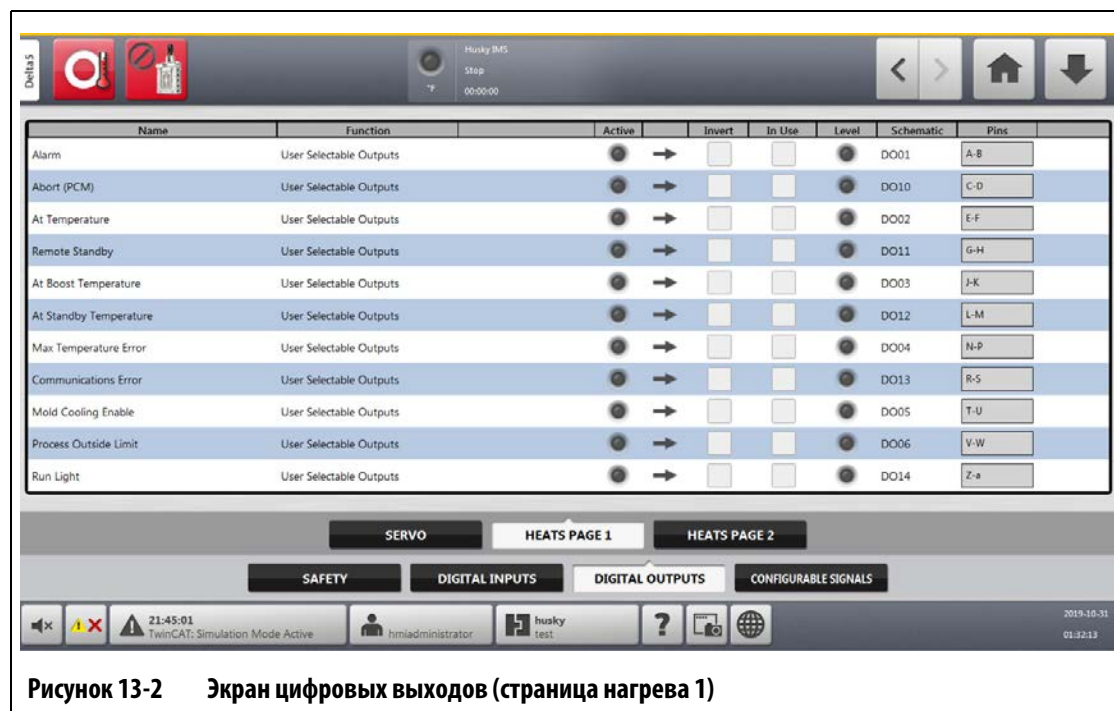 Delta5
Husky IMS
Stop
°F 00:00:00
Name Function Active Invert In Use Level Schematic Pins
Alarm User Selectable Outputs DO01 A-B
Abort (PCM) User Selectable Outputs DO10 C-D
At Temperature User Selectable Outputs DO02 E-F
Remote Standby User Selectable Outputs DO11 G-H
At Boost Temperature User Selectable Outputs DO03 J-K
At Standby Temperature User Selectable Outputs DO12 L-M
Max Temperature Error User Selectable Outputs DO04 N-P
Communications Error User Selectable Outputs DO13 R-S
Mold Cooling Enable User Selectable Outputs DO05 T-U
Process Outside Limit User Selectable Outputs DO06 V-W
Run Light User Selectable Outputs DO14 Z-a
SERVO HEATS PAGE 1 HEATS PAGE 2
SAFETY DIGITAL INPUTS DIGITAL OUTPUTS CONFIGURABLE SIGNALS
21:45:01
TwinCAT: Simulation Mode Active
hmiadministrator
husky
test
?
2019-10-31
01:32:13
Рисунок 13-2 Экран цифровых выходов (страница нагрева 1)